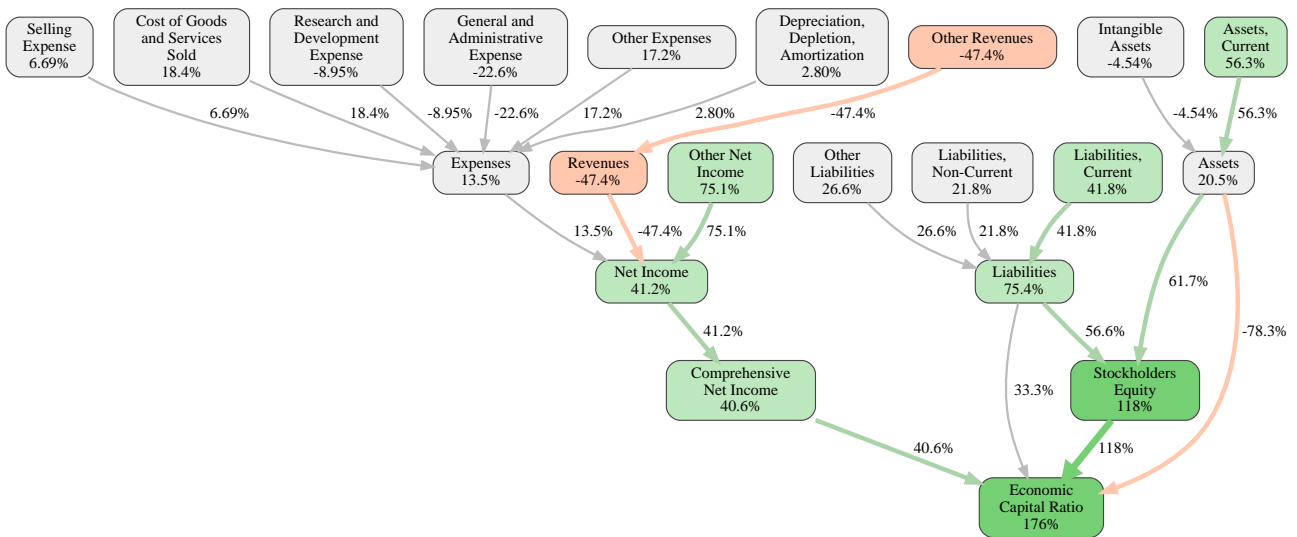 Selling
Expense
6.69%
Cost of Goods
and Services
Sold
18.4%
Research and
Development
Expense
-8.95%
General and
Administrative
Expense
-22.6%
Other Expenses
17.2%
Depreciation,
Depletion,
Amortization
2.80%
Other Revenues
-47.4%
Intangible
Assets
-4.54%
Assets,
Current
56.3%
6.69%
18.4%
-8.95%
-22.6%
17.2%
2.80%
-47.4%
-4.54%
56.3%
Expenses
13.5%
Revenues
-47.4%
Other Net
Income
75.1%
Other
Liabilities
26.6%
Liabilities,
Non-Current
21.8%
Liabilities,
Current
41.8%
Assets
20.5%
13.5%
-47.4%
75.1%
26.6%
21.8%
41.8%
Net Income
41.2%
Liabilities
75.4%
61.7%
41.2%
56.6%
-78.3%
Comprehensive
Net Income
40.6%
33.3%
Stockholders
Equity
118%
40.6%
118%
Economic
Capital Ratio
176%